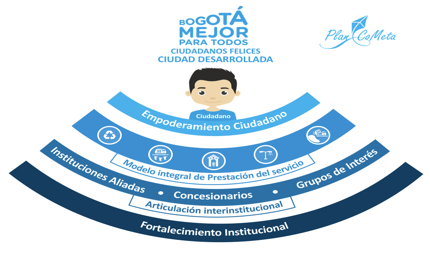 BOGOTÁ
MEJOR
PARA TODOS
CIUDADANOS FELICES
CIUDAD DESARROLLADA
Plan CoMeta
Ciudadano
Empoderamiento Ciudadano
Modelo integral de Prestación del servicio
Instituciones Aliadas • Concesionarios • Grupos de Interés
Articulación interinstitucional
Fortalecimiento Institucional